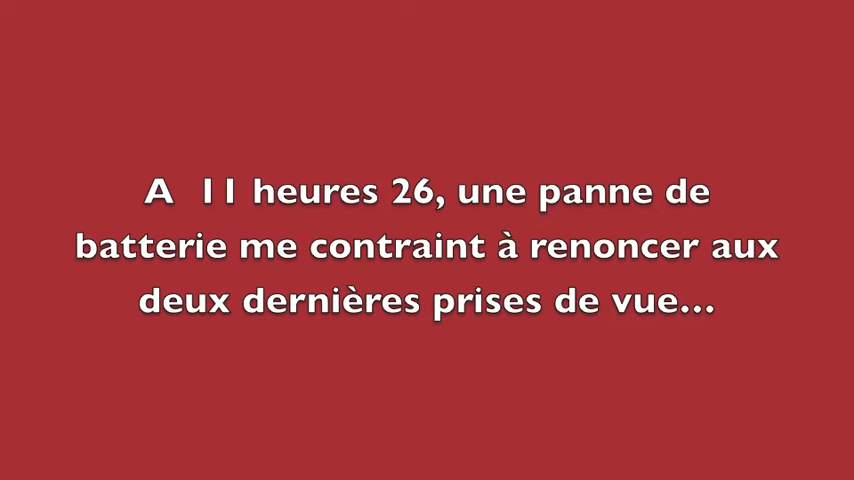 A  11 heures 26, une panne de
batterie me contraint à renoncer aux
deux dernières prises de vue...